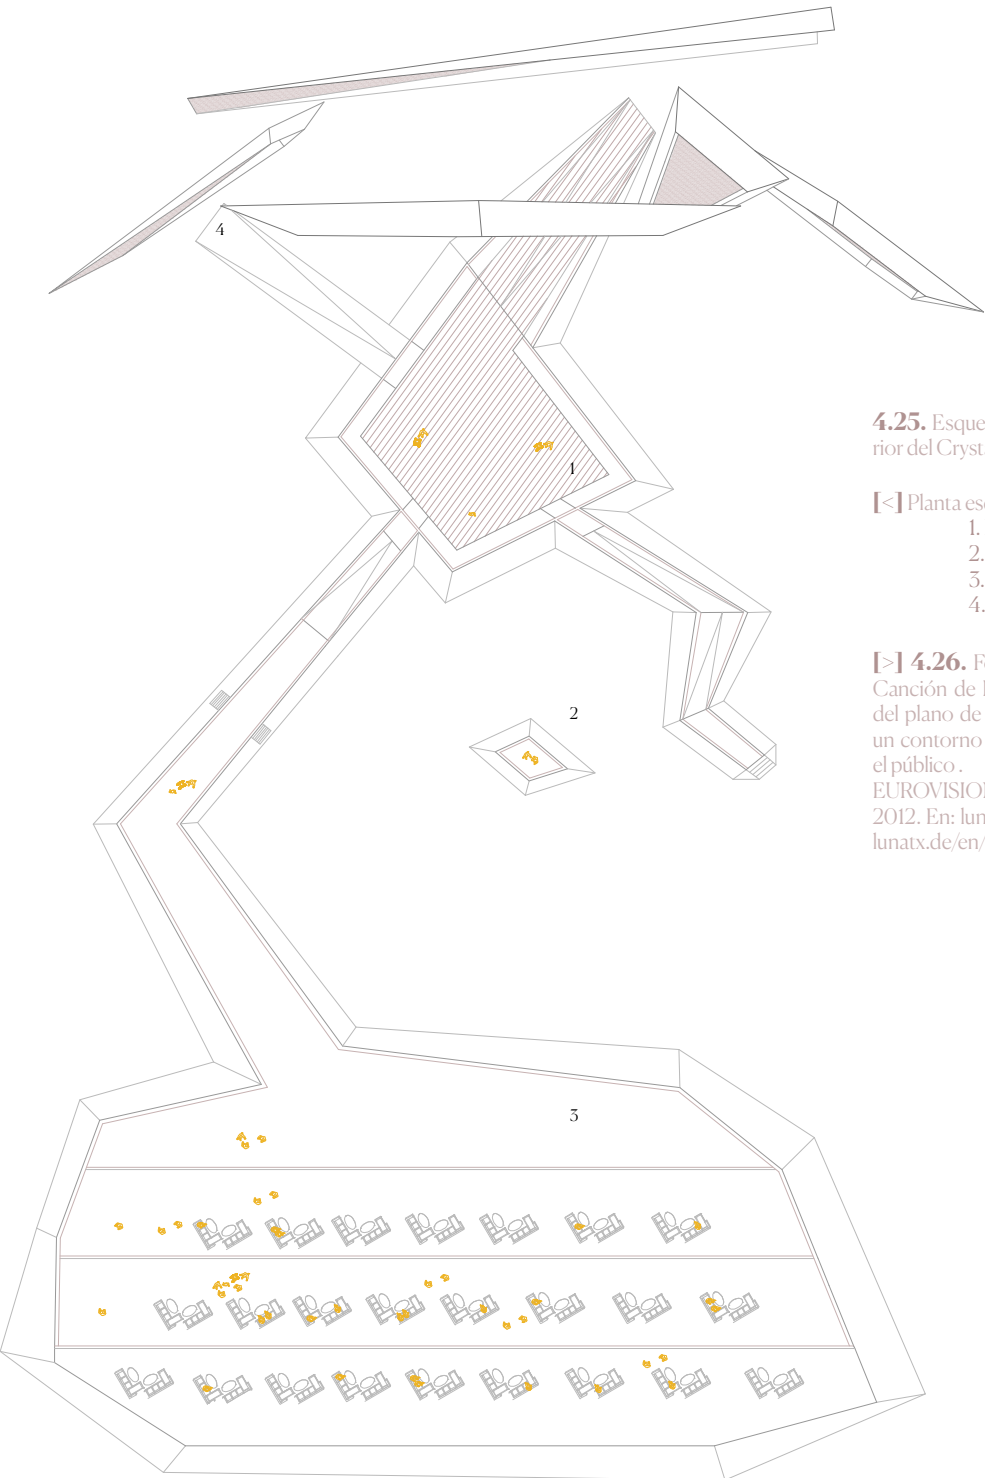 4
1
2
3
4.25. Esque
rior del Cryst
[<] Planta es
1.
2.
3.
4.
[>] 4.26. F
Canción de
del plano de
un contorno
el público .
EUROVISIO
2012. En: lun
lunatx.de/en/